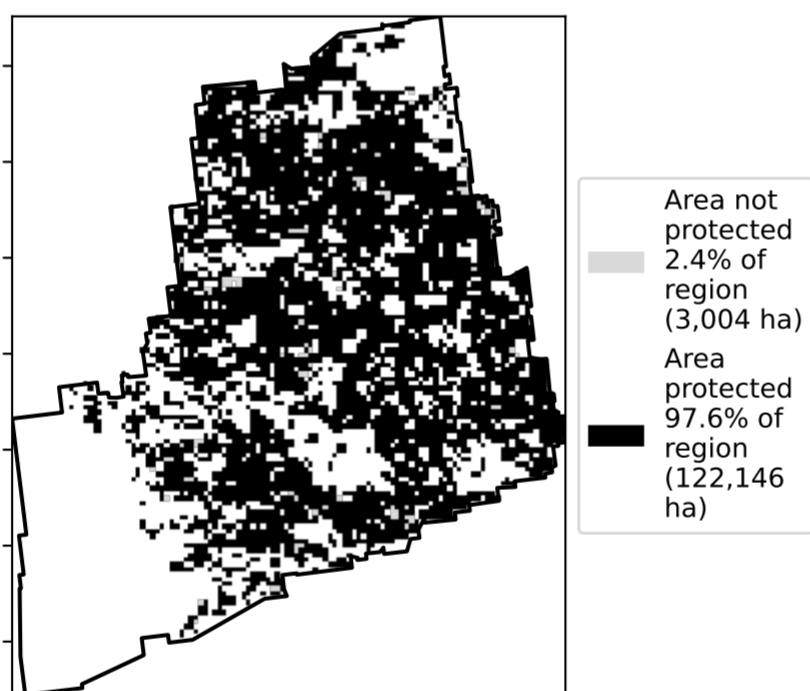 Area not
protected
2.4% of
region
(3,004 ha)
Area
protected
97.6% of
region
(122,146
ha)